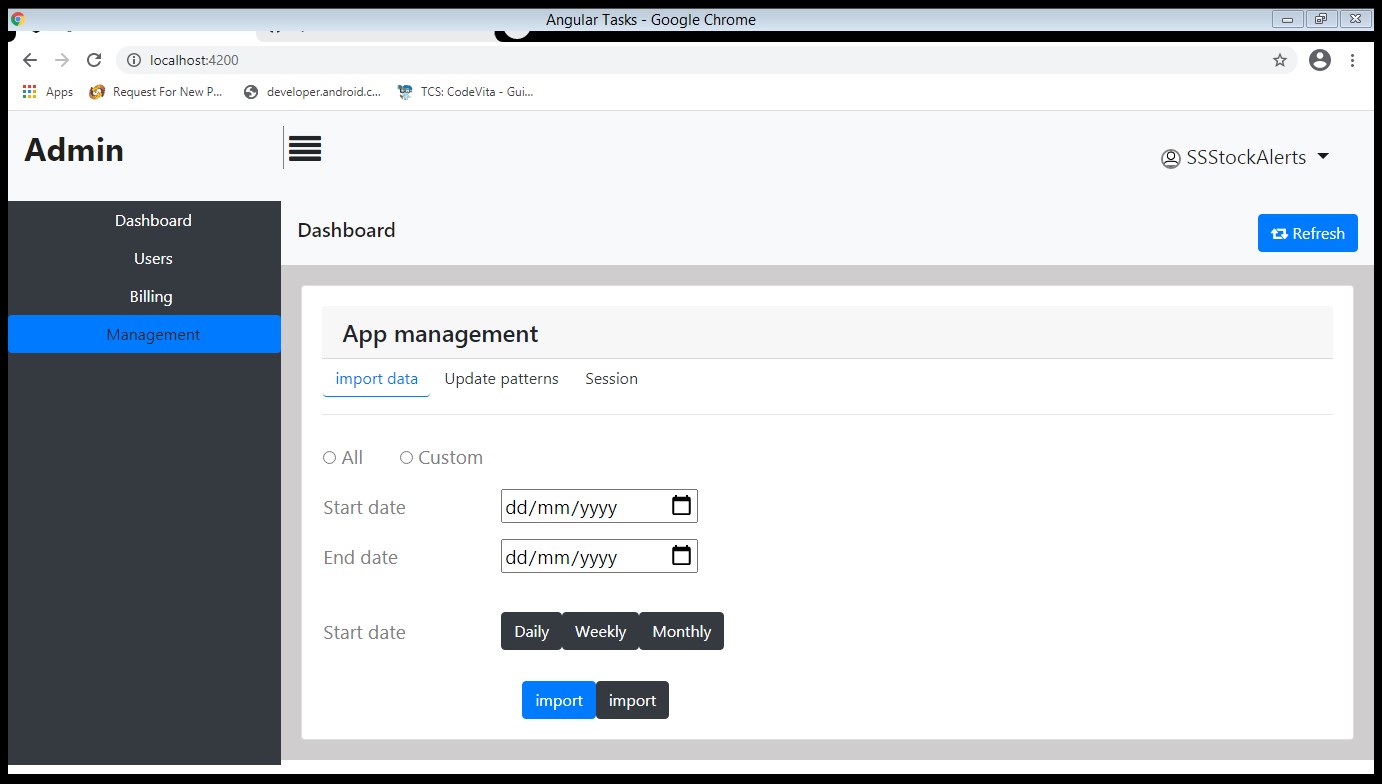 Angular Tasks - Google Chrome
localhost:4200
Apps Request For New P... developer.android.c... TCS: CodeVita - Gui...
Admin
SSStockAlerts
Dashboard
Users
Billing
Management
Dashboard
Refresh
App management
import data Update patterns Session
All Custom
Start date dd/mm/yyyy
End date dd/mm/yyyy
Start date Daily Weekly Monthly
import import